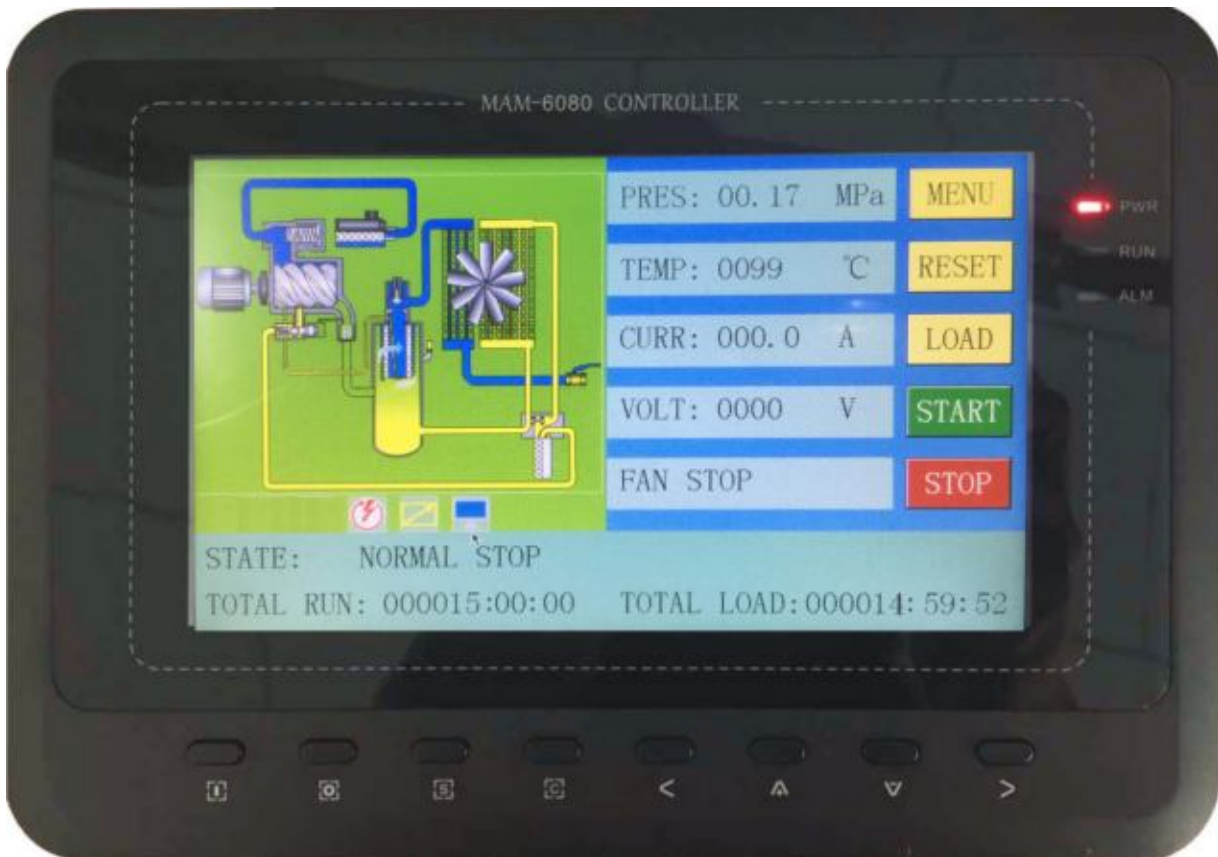 MAM-6080 CONTROLLER
PRES: 00.17 MPa MENU
PWR
TEMP: 0099 ℃ RESET
RUN
ALM
CURR: 000.0 A LOAD
VOLT: 0000 V START
FAN STOP STOP
STATE: NORMAL STOP
TOTAL RUN: 000015:00:00 TOTAL LOAD:000014:59:52
I O S C < ∧ ∨ >